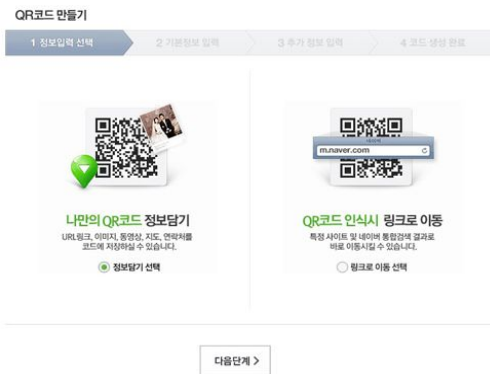 QR코드 만들기
1 정보입력 선택
2 기본정보 입력
3 추가 정보 입력
4 코드 생성 완료
네이버
m.naver.com
나만의 QR코드 정보담기
URL링크, 이미지, 동영상, 지도, 연락처를
코드에 저장하실 수 있습니다.
정보담기 선택
QR코드 인식시 링크로 이동
특정 사이트 및 네이버 통합검색 결과로
바로 이동시킬 수 있습니다.
링크로 이동 선택
다음단계 >